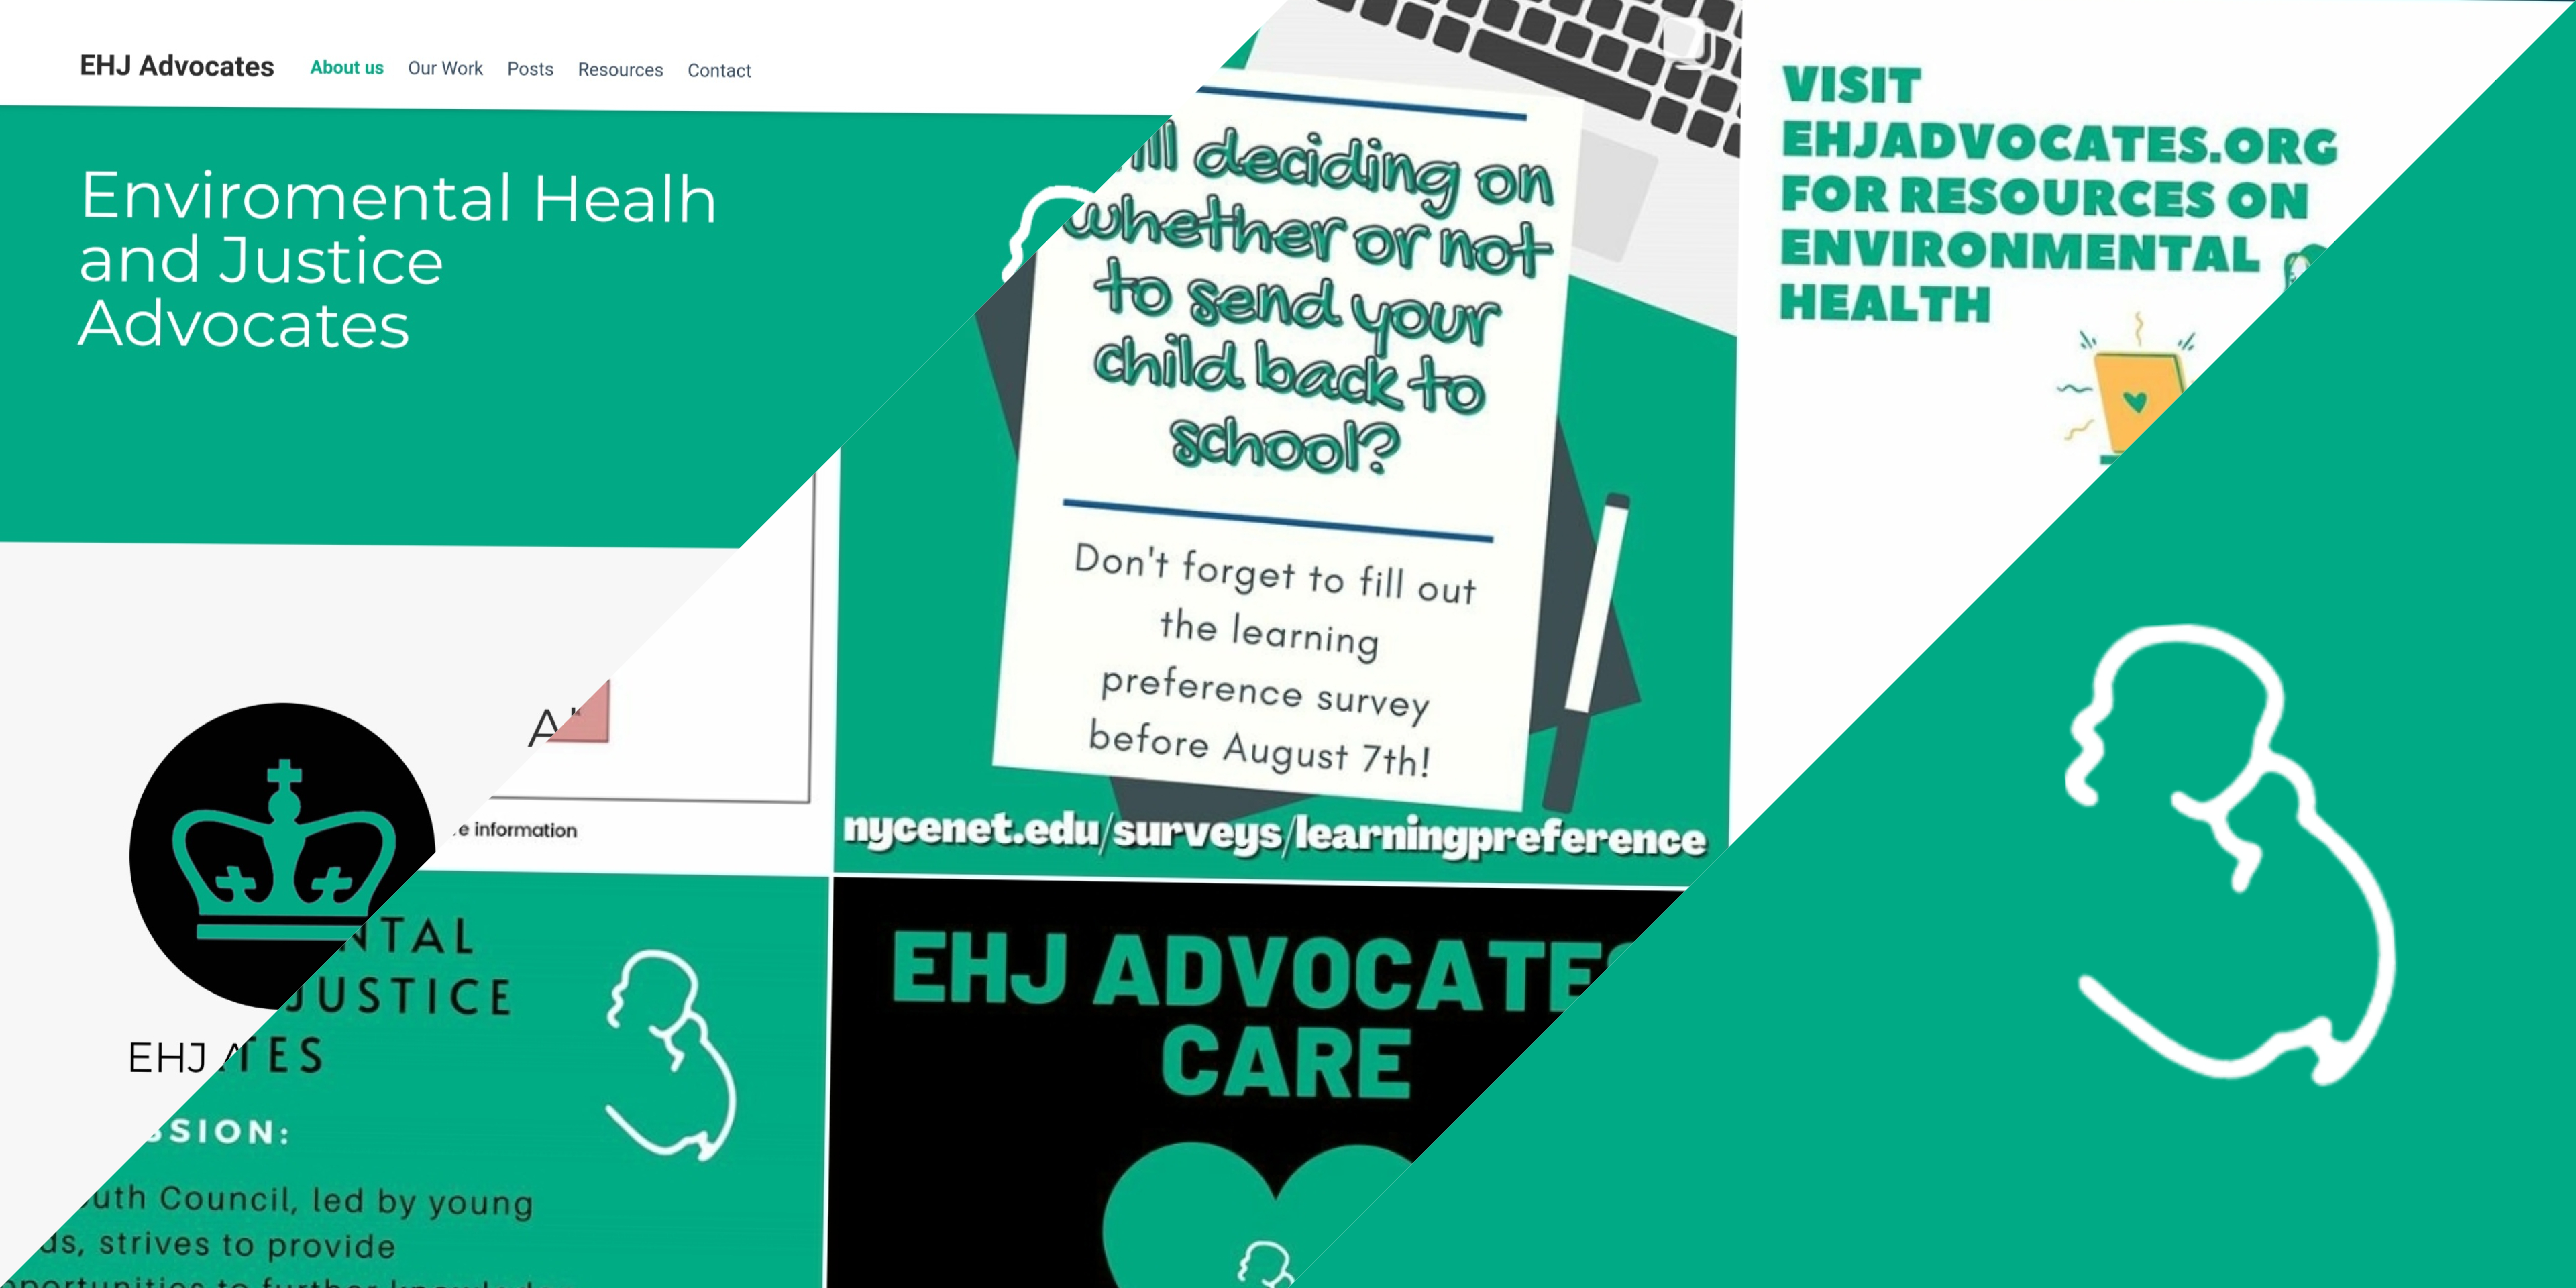 EHJ Advocates About us Our Work Posts Resources Contact
Enviromental Healh
and Justice
Advocates
deciding on
whether or not
to send your
child back to
school?
Don't forget to fill out
the learning
preference survey
before August 7th!
nycenet.edu/surveys/learningpreference
VISIT
EHJADVOCATES.ORG
FOR RESOURCES ON
ENVIRONMENTAL
HEALTH
information
EHJ
JUSTICE
Council, led by young
strives to provide
EHJ ADVOCATES
CARE